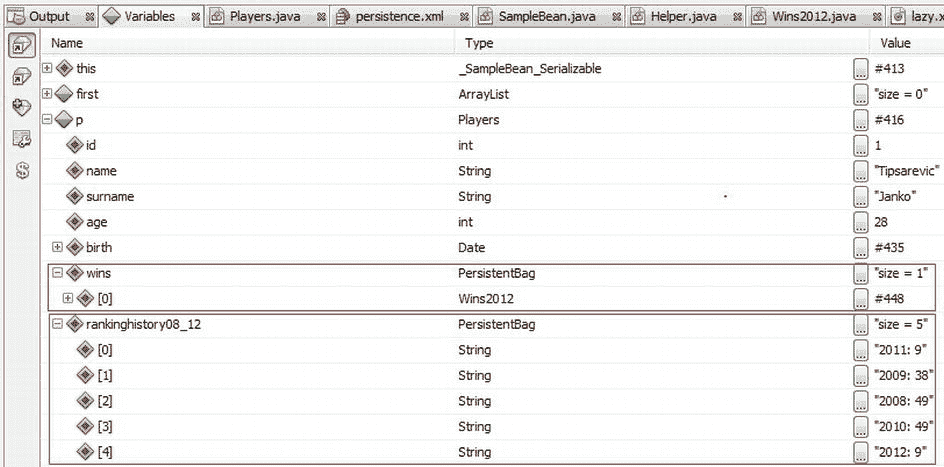 Output Variables Players.java persistence.xml SampleBean.java Helper.java Wins2012.java lazy.x
Name Type Value
this _SampleBean_Serializable ... #413
first ArrayList ... "size = 0"
p Players ... #416
id int ... 1
name String ... "Tipsarevic"
surname String ... "Janko"
age int ... 28
birth Date ... #435
wins PersistentBag ... "size = 1"
[0] Wins2012 ... #448
rankinghistory08_12 PersistentBag ... "size = 5"
[0] String ... "2011: 9"
[1] String ... "2009: 38"
[2] String ... "2008: 49"
[3] String ... "2010: 49"
[4] String ... "2012: 9"